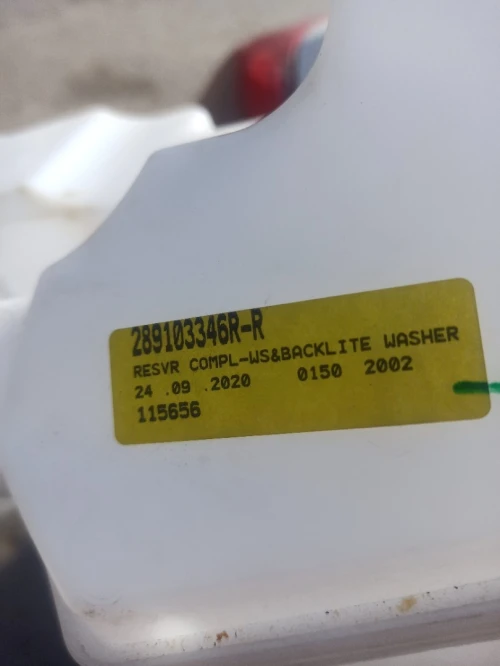 289103346R-R
RESVR COMPL-WS&BACKLITE WASHER
24 .09 .2020 0150 2002
115656